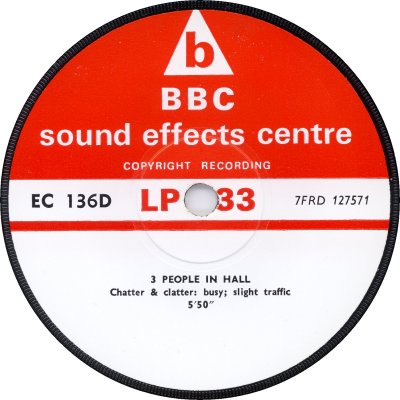 b
BBC
sound effects centre
COPYRIGHT RECORDING
EC 136D LP 33 7FRD 127571
3 PEOPLE IN HALL
Chatter & clatter: busy; slight traffic
5'50"